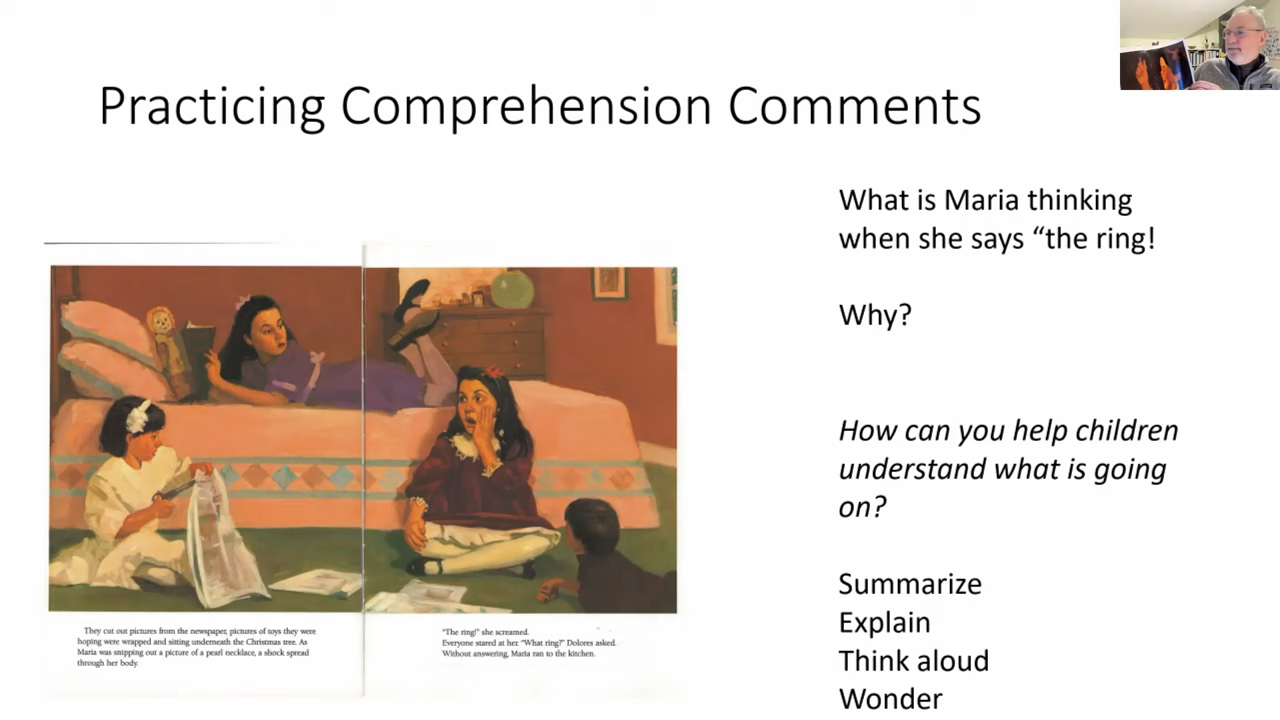 Practicing Comprehension Comments
What is Maria thinking
when she says “the ring!
Why?
How can you help children
understand what is going
on?
Summarize
Explain
Think aloud
Wonder
They cut out pictures from the newspaper, pictures of toys they were
hoping were wrapped and sitting underneath the Christmas tree. As
Maria was snipping out a picture of a pearl necklace, a shock spread
through her body.
"The ring!" she screamed.
Everyone stared at her. "What ring?" Dolores asked.
Without answering, Maria ran to the kitchen.